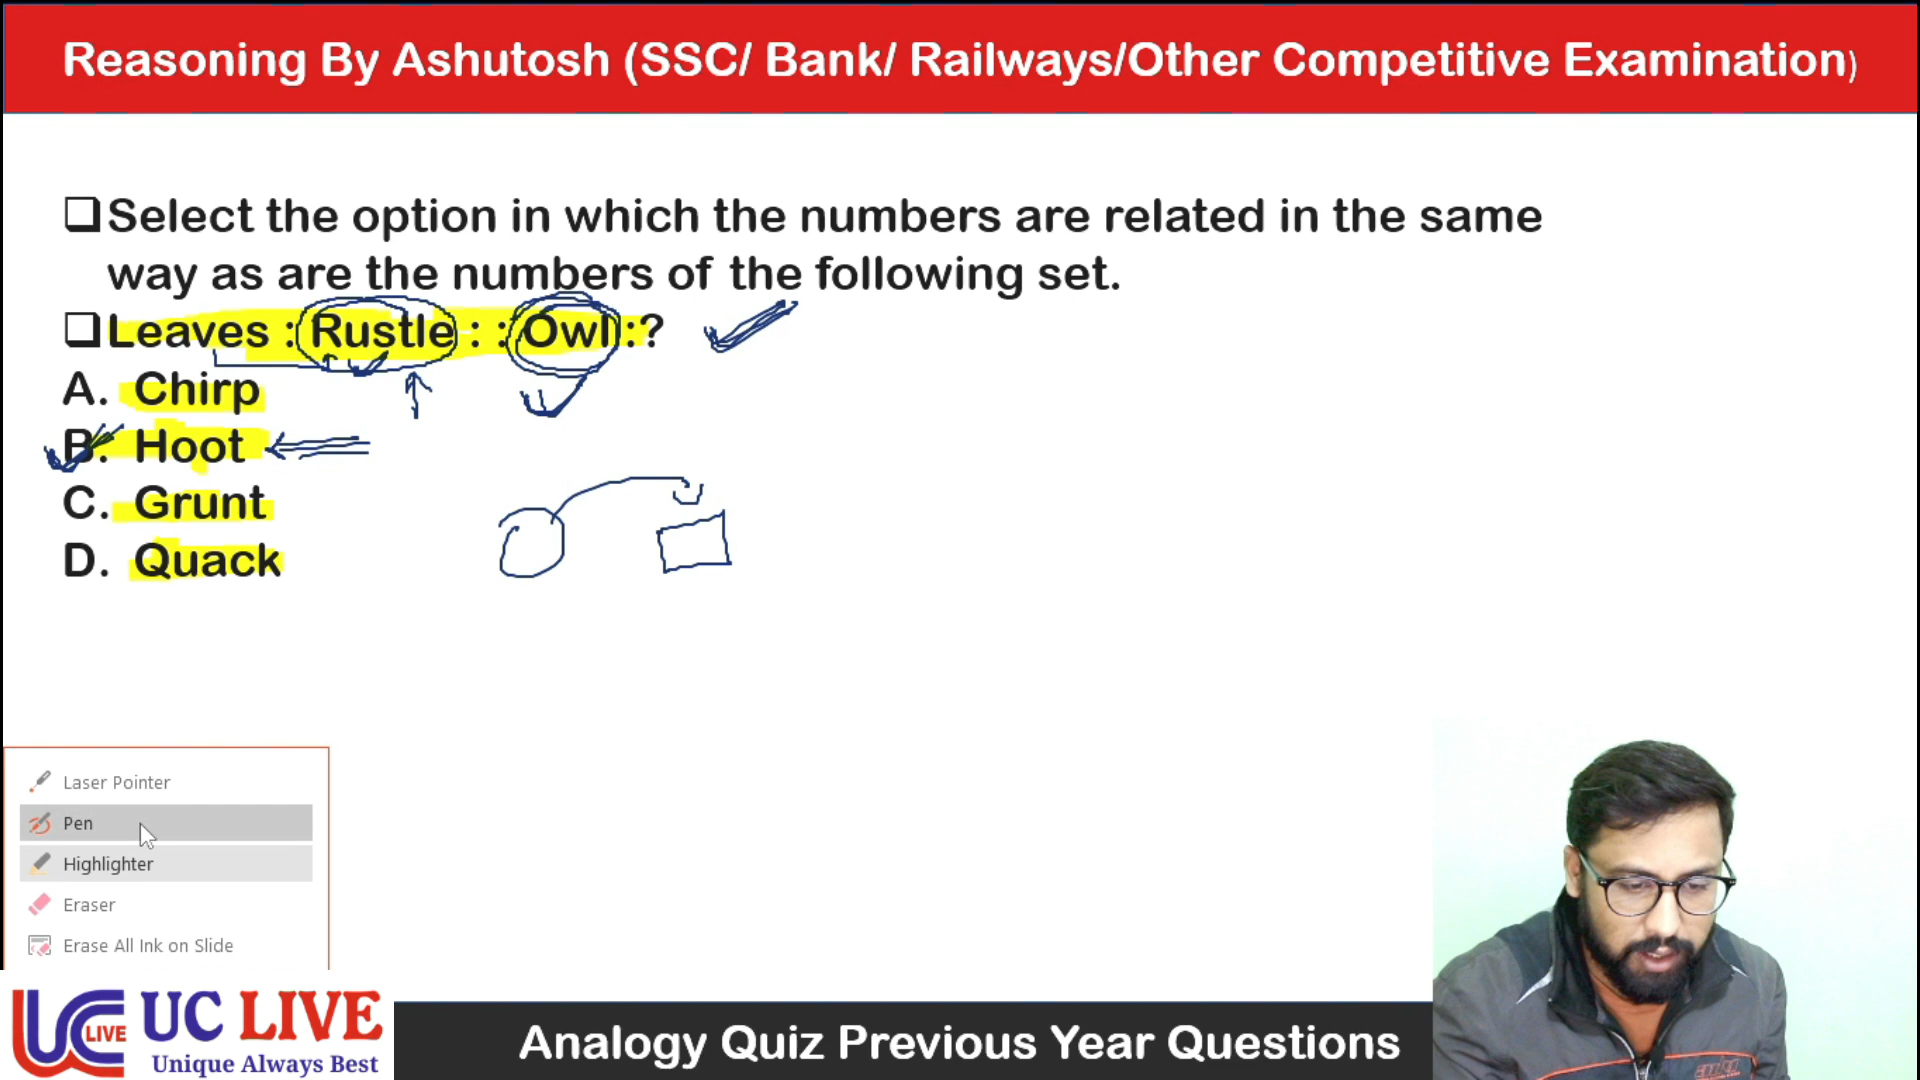 Reasoning By Ashutosh (SSC/ Bank/ Railways/Other Competitive Examination)
❑Select the option in which the numbers are related in the same
way as are the numbers of the following set.
❑Leaves : Rustle : : Owl :?
A. Chirp
B. Hoot
C. Grunt
D. Quack
Laser Pointer
Pen
Highlighter
Eraser
Erase All Ink on Slide
UC LIVE UC LIVE
Unique Always Best
Analogy Quiz Previous Year Questions